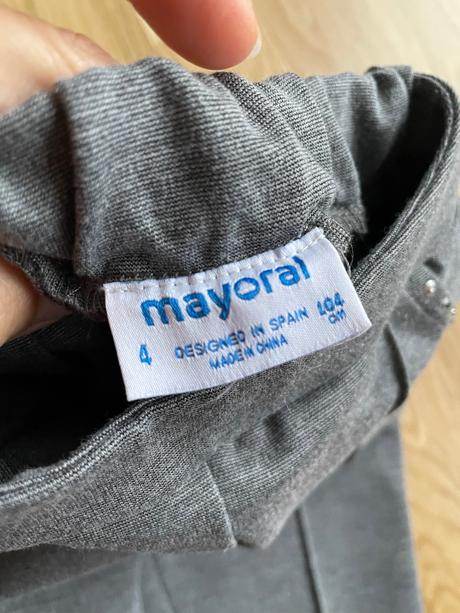 mayoral
4 DESIGNED IN SPAIN 104
MADE IN CHINA cm